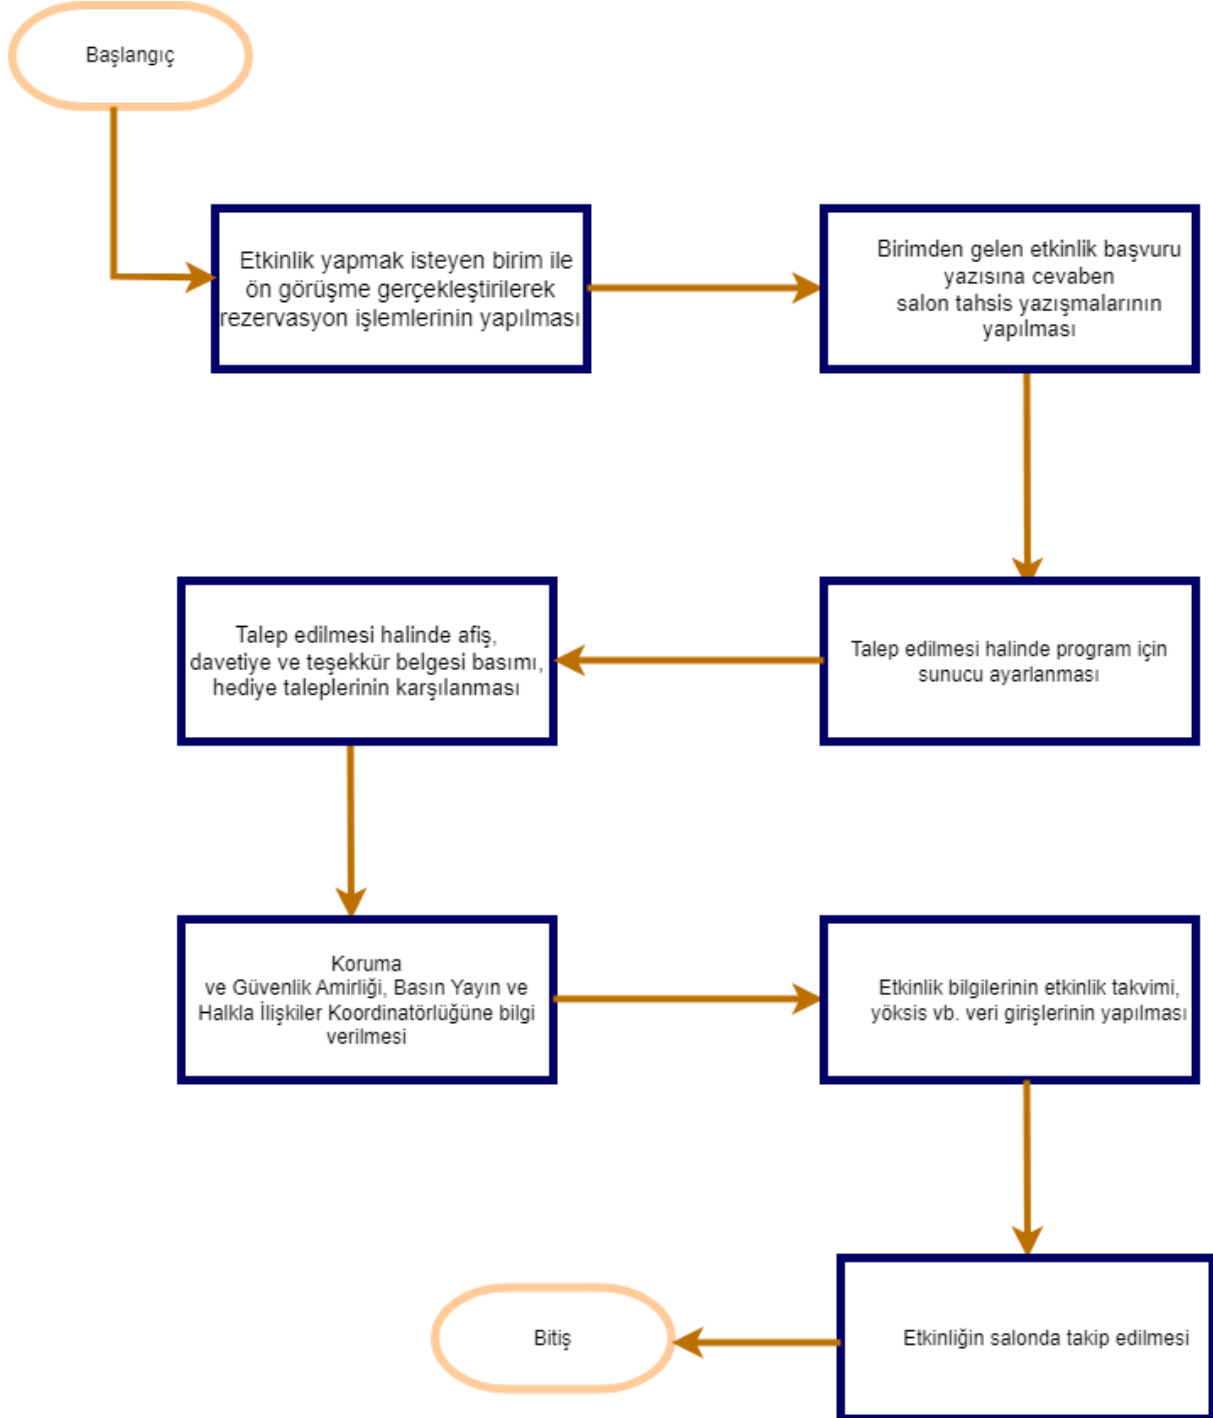 Başlangıç
Etkinlik yapmak isteyen birim ile
ön görüşme gerçekleştirilerek
rezervasyon işlemlerinin yapılması
Birimden gelen etkinlik başvuru
yazısına cevaben
salon tahsis yazışmalarının
yapılması
Talep edilmesi halinde program için
sunucu ayarlanması
Talep edilmesi halinde afiş,
davetiye ve teşekkür belgesi basımı,
hediye taleplerinin karşılanması
Koruma
ve Güvenlik Amirliği, Basın Yayın ve
Halkla İlişkiler Koordinatörlüğüne bilgi
verilmesi
Etkinlik bilgilerinin etkinlik takvimi,
yöksis vb. veri girişlerinin yapılması
Etkinliğin salonda takip edilmesi
Bitiş